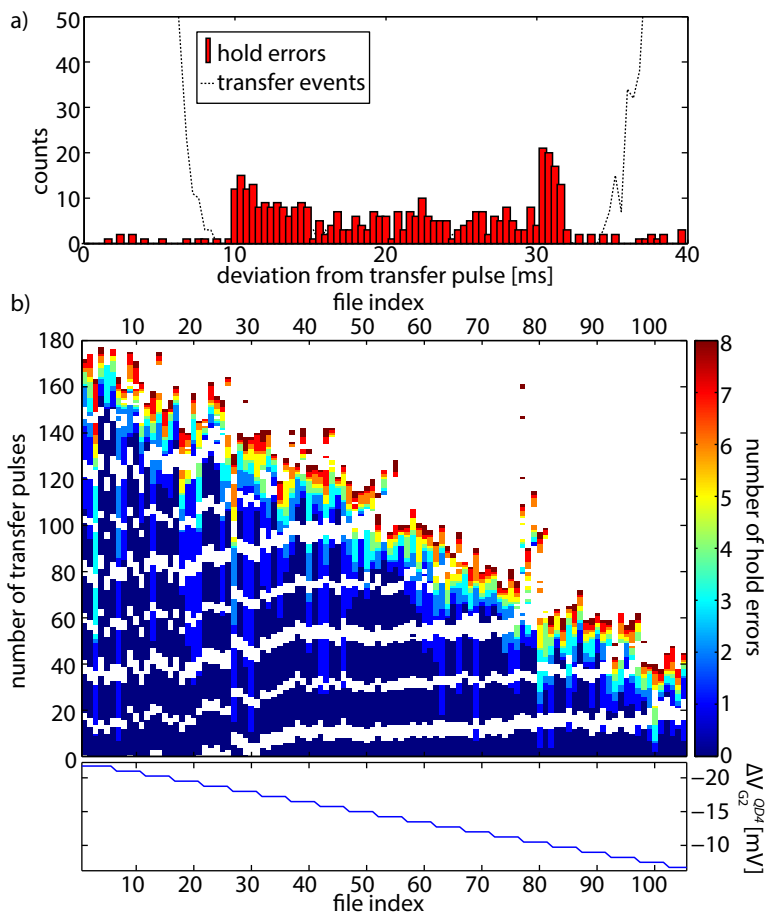 a)
50
40
30
20
10
0
counts
hold errors
transfer events
0 10 20 30 40
deviation from transfer pulse [ms]
b)
file index
10 20 30 40 50 60 70 80 90 100
180
160
140
120
100
80
60
40
20
0
number of transfer pulses
8
7
6
5
4
3
2
1
0
number of hold errors
−20
−15
−10
ΔV G2 QD4 [mV]
10 20 30 40 50 60 70 80 90 100
file index